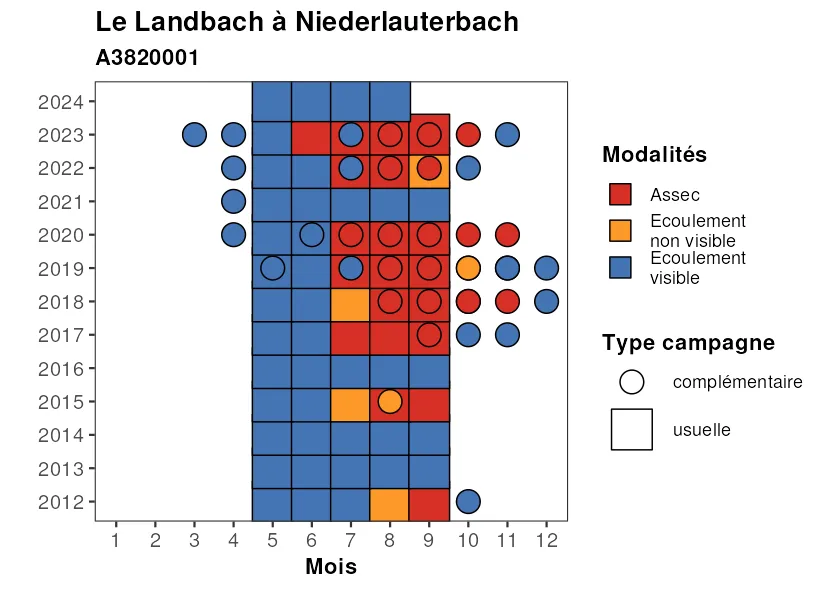 Le Landbach à Niederlauterbach
A3820001
2024
2023
2022
2021
2020
2019
2018
2017
2016
2015
2014
2013
2012
1 2 3 4 5 6 7 8 9 10 11 12
Mois
Modalités
Assec
Ecoulement
non visible
Ecoulement
visible
Type campagne
complémentaire
usuelle